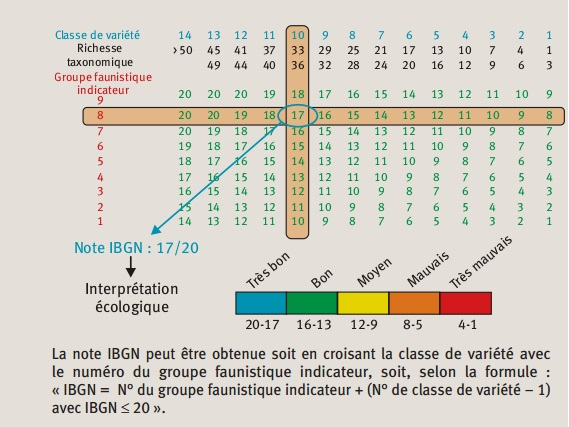 Classe de variété 14 13 12 11 10 9 8 7 6 5 4 3 2 1
Richesse >50 45 41 37 33 29 25 21 17 13 10 7 4 1
taxonomique 49 44 40 36 32 28 24 20 16 12 9 6 3
Groupe faunistique
indicateur
9 20 20 20 19 18 17 16 15 14 13 12 11 10 9
8 20 20 19 18 17 16 15 14 13 12 11 10 9 8
7 20 19 18 17 16 15 14 13 12 11 10 9 8 7
6 19 18 17 16 15 14 13 12 11 10 9 8 7 6
5 18 17 16 15 14 13 12 11 10 9 8 7 6 5
4 17 16 15 14 13 12 11 10 9 8 7 6 5 4
3 16 15 14 13 12 11 10 9 8 7 6 5 4 3
2 15 14 13 12 11 10 9 8 7 6 5 4 3 2
1 14 13 12 11 10 9 8 7 6 5 4 3 2 1
Note IBGN : 17/20
Interprétation
écologique
Très bon Bon Moyen Mauvais Très mauvais
20-17 16-13 12-9 8-5 4-1
La note IBGN peut être obtenue soit en croisant la classe de variété avec
le numéro du groupe faunistique indicateur, soit, selon la formule :
« IBGN = N° du groupe faunistique indicateur + (N° de classe de variété – 1)
avec IBGN ≤ 20 ».